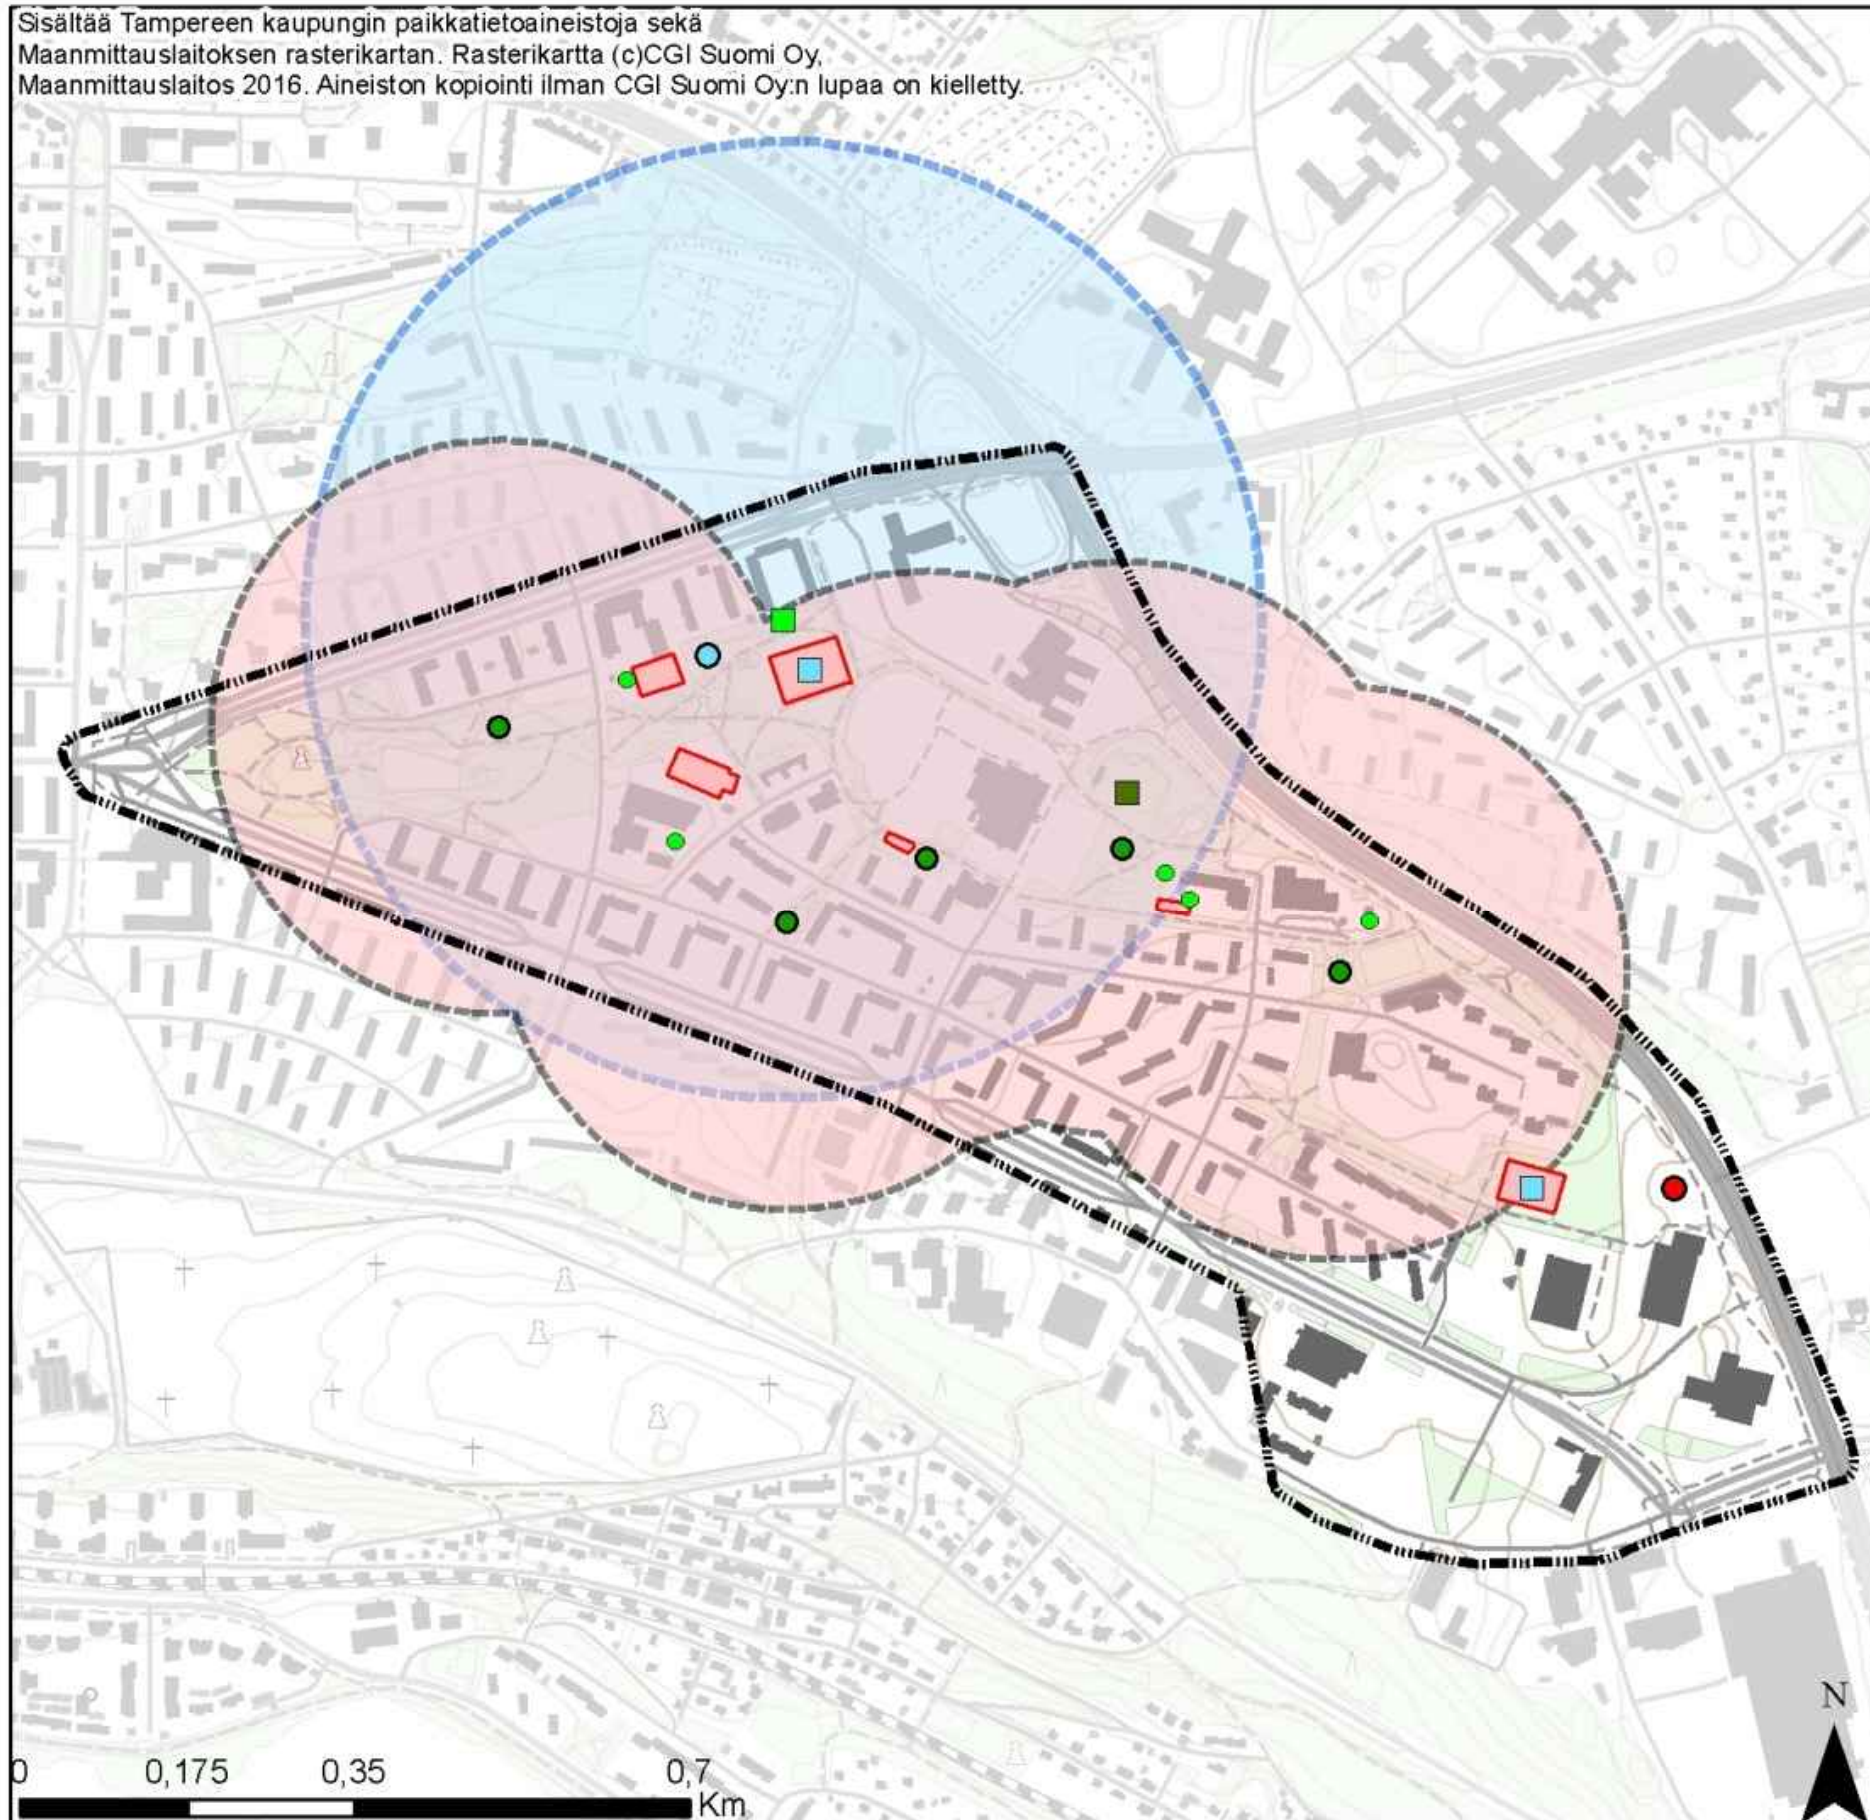 Sisältää Tampereen kaupungin paikkatietoaineistoja sekä
Maanmittauslaitoksen rasterikartan. Rasterikartta (c)CGI Suomi Oy,
Maanmittauslaitos 2016. Aineiston kopiointi ilman CGI Suomi Oy:n lupaa on kielletty.
N
0 0,175 0,35 0,7
Km